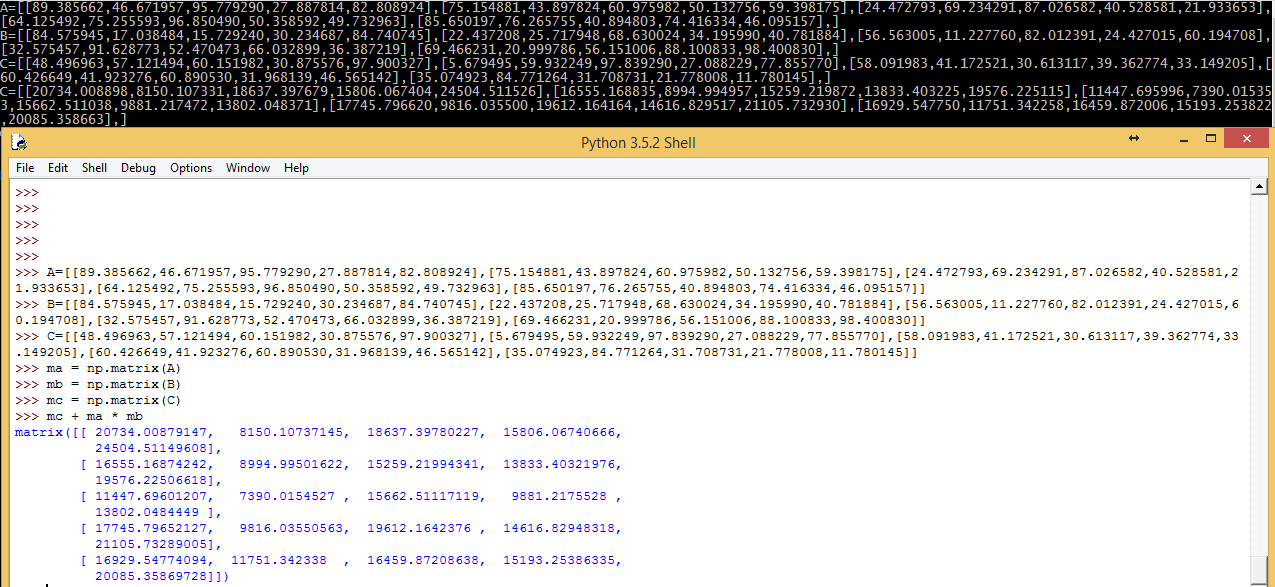 A=[[89.385662,46.671957,95.779290,27.887814,82.808924],[75.154881,43.897824,60.975982,50.132756,59.398175],[24.472793,69.234291,87.026582,40.528581,21.933653],
[64.125492,75.255593,96.850490,50.358592,49.732963],[85.650197,76.265755,40.894803,74.416334,46.095157],]
B=[[84.575945,17.038484,15.729240,30.234687,84.740745],[22.437208,25.717948,68.630024,34.195990,40.781884],[56.563005,11.227760,82.012391,24.427015,60.194708],
[32.575457,91.628773,52.470473,66.032899,36.387219],[69.466231,20.999786,56.151006,88.100833,98.400830],]
C=[[48.496963,57.121494,60.151982,30.875576,97.900327],[5.679495,59.932249,97.839290,27.088229,77.855770],[58.091983,41.172521,30.613117,39.362774,33.149205],[
60.426649,41.923276,60.890530,31.968139,46.565142],[35.074923,84.771264,31.708731,21.778008,11.780145],]
C=[[20734.008898,8150.107331,18637.397679,15806.067404,24504.511526],[16555.168835,8994.994957,15259.219872,13833.403225,19576.225115],[11447.695996,7390.01535
3,15662.511038,9881.217472,13802.048371],[17745.796620,9816.035500,19612.164164,14616.829517,21105.732930],[16929.547750,11751.342258,16459.872006,15193.253822
,20085.358663],]
Python 3.5.2 Shell
File Edit Shell Debug Options Window Help
>>>
>>>
>>>
>>>
>>>
>>> A=[[89.385662,46.671957,95.779290,27.887814,82.808924],[75.154881,43.897824,60.975982,50.132756,59.398175],[24.472793,69.234291,87.026582,40.528581,2
1.933653],[64.125492,75.255593,96.850490,50.358592,49.732963],[85.650197,76.265755,40.894803,74.416334,46.095157]]
>>> B=[[84.575945,17.038484,15.729240,30.234687,84.740745],[22.437208,25.717948,68.630024,34.195990,40.781884],[56.563005,11.227760,82.012391,24.427015,6
0.194708],[32.575457,91.628773,52.470473,66.032899,36.387219],[69.466231,20.999786,56.151006,88.100833,98.400830]]
>>> C=[[48.496963,57.121494,60.151982,30.875576,97.900327],[5.679495,59.932249,97.839290,27.088229,77.855770],[58.091983,41.172521,30.613117,39.362774,33
.149205],[60.426649,41.923276,60.890530,31.968139,46.565142],[35.074923,84.771264,31.708731,21.778008,11.780145]]
>>> ma = np.matrix(A)
>>> mb = np.matrix(B)
>>> mc = np.matrix(C)
>>> mc + ma * mb
matrix([[ 20734.00879147, 8150.10737145, 18637.39780227, 15806.06740666,
24504.51149608],
[ 16555.16874242, 8994.99501622, 15259.21994341, 13833.40321976,
19576.22506618],
[ 11447.69601207, 7390.0154527 , 15662.51117119, 9881.2175528 ,
13802.0484449 ],
[ 17745.79652127, 9816.03550563, 19612.1642376 , 14616.82948318,
21105.73289005],
[ 16929.54774094, 11751.342338 , 16459.87208638, 15193.25386335,
20085.35869728]])